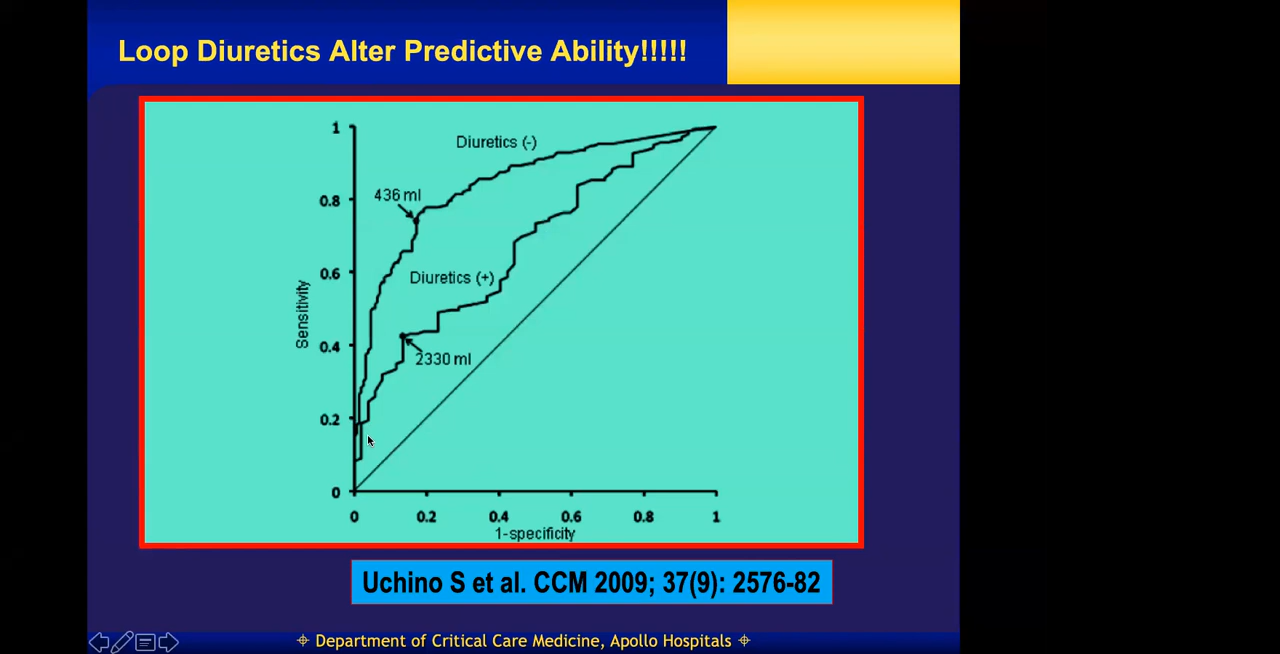 Loop Diuretics Alter Predictive Ability!!!!!
1
Diuretics (-)
436 ml
0.8
0.6
Diuretics (+)
Sensitivity
0.4
2330 ml
0.2
0
0 0.2 0.4 0.6 0.8 1
1-specificity
Uchino S et al. CCM 2009; 37(9): 2576-82
Department of Critical Care Medicine, Apollo Hospitals